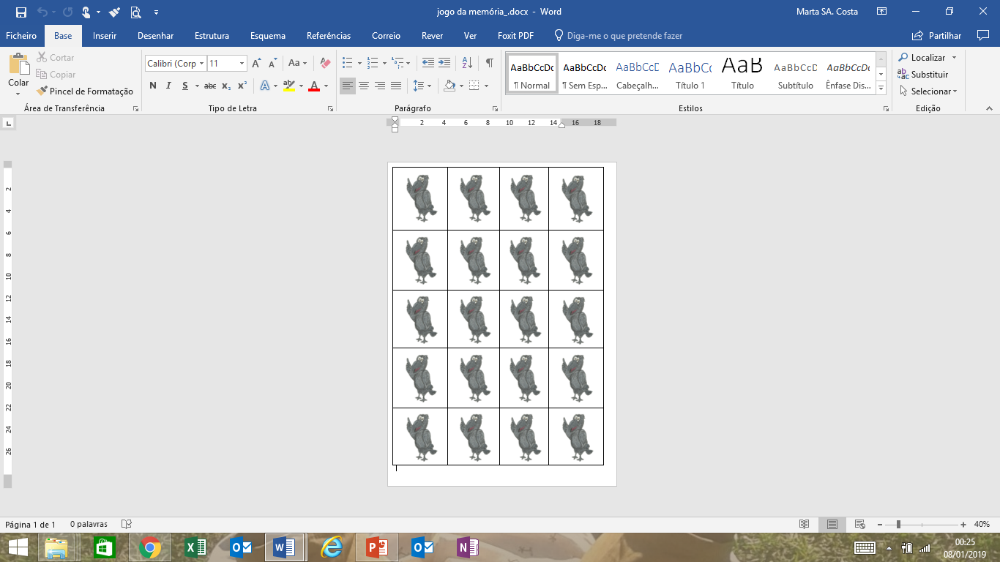 jogo da memória_.docx - Word
Marta SA. Costa
Ficheiro Base Inserir Desenhar Estrutura Esquema Referências Correio Rever Ver Foxit PDF Diga-me o que pretende fazer Partilhar
Colar
Cortar
Copiar
Pincel de Formatação
Área de Transferência
Calibri (Corp 11
Aa
N I S abc x₂ x² A A
Tipo de Letra
Parágrafo
AaBbCcDc AaBbCcDc AaBbCcD AaBbCc AaB AaBbCcD AaBbCcDc
¶ Normal ¶ Sem Esp... Cabeçalh... Título 1 Título Subtítulo Ênfase Dis...
Estilos
Localizar
Substituir
Selecionar
Edição
2 4 6 8 10 12 14 16 18
2
4
6
8
10
12
14
16
18
20
22
24
26
Página 1 de 1 0 palavras
40%
00:25
08/01/2019